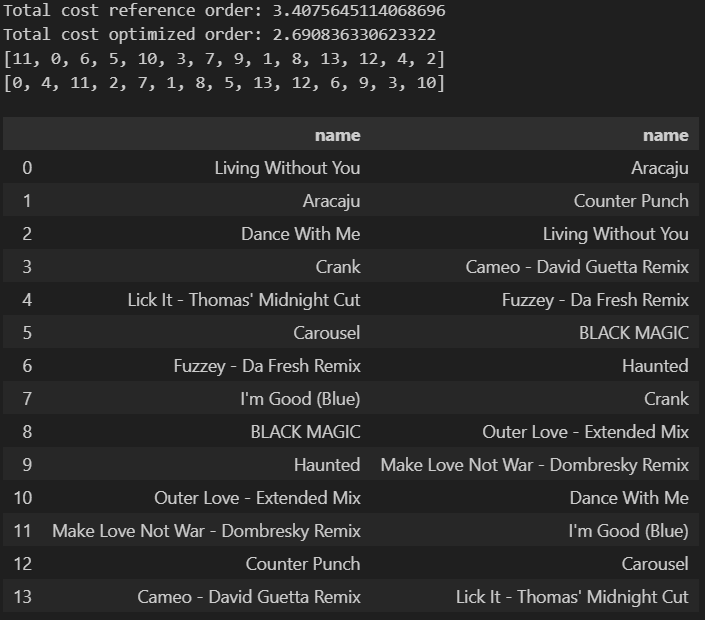 Total cost reference order: 3.4075645114068696
Total cost optimized order: 2.690836330623322
[11, 0, 6, 5, 10, 3, 7, 9, 1, 8, 13, 12, 4, 2]
[0, 4, 11, 2, 7, 1, 8, 5, 13, 12, 6, 9, 3, 10]
name name
0 Living Without You Aracaju
1 Aracaju Counter Punch
2 Dance With Me Living Without You
3 Crank Cameo - David Guetta Remix
4 Lick It - Thomas' Midnight Cut Fuzzey - Da Fresh Remix
5 Carousel BLACK MAGIC
6 Fuzzey - Da Fresh Remix Haunted
7 I'm Good (Blue) Crank
8 BLACK MAGIC Outer Love - Extended Mix
9 Haunted Make Love Not War - Dombresky Remix
10 Outer Love - Extended Mix Dance With Me
11 Make Love Not War - Dombresky Remix I'm Good (Blue)
12 Counter Punch Carousel
13 Cameo - David Guetta Remix Lick It - Thomas' Midnight Cut